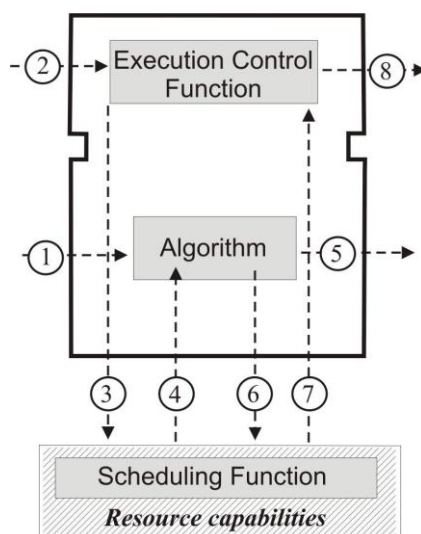 2
Execution Control
Function
8
1
Algorithm
5
3
4
6
7
Scheduling Function
Resource capabilities